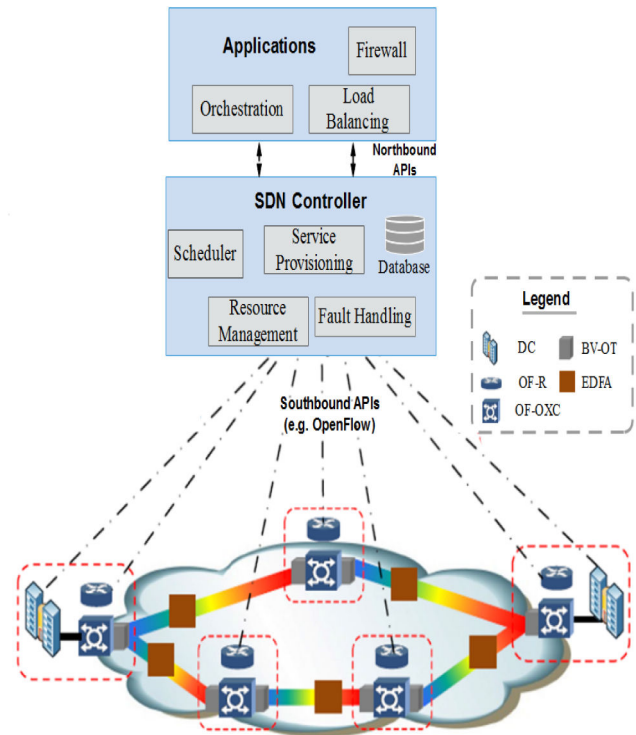 Applications
Firewall
Orchestration
Load
Balancing
Northbound
APIs
SDN Controller
Scheduler
Service
Provisioning
Database
Resource
Management
Fault Handling
Legend
DC
BV-OT
OF-R
EDFA
OF-OXC
Southbound APIs
(e.g. OpenFlow)